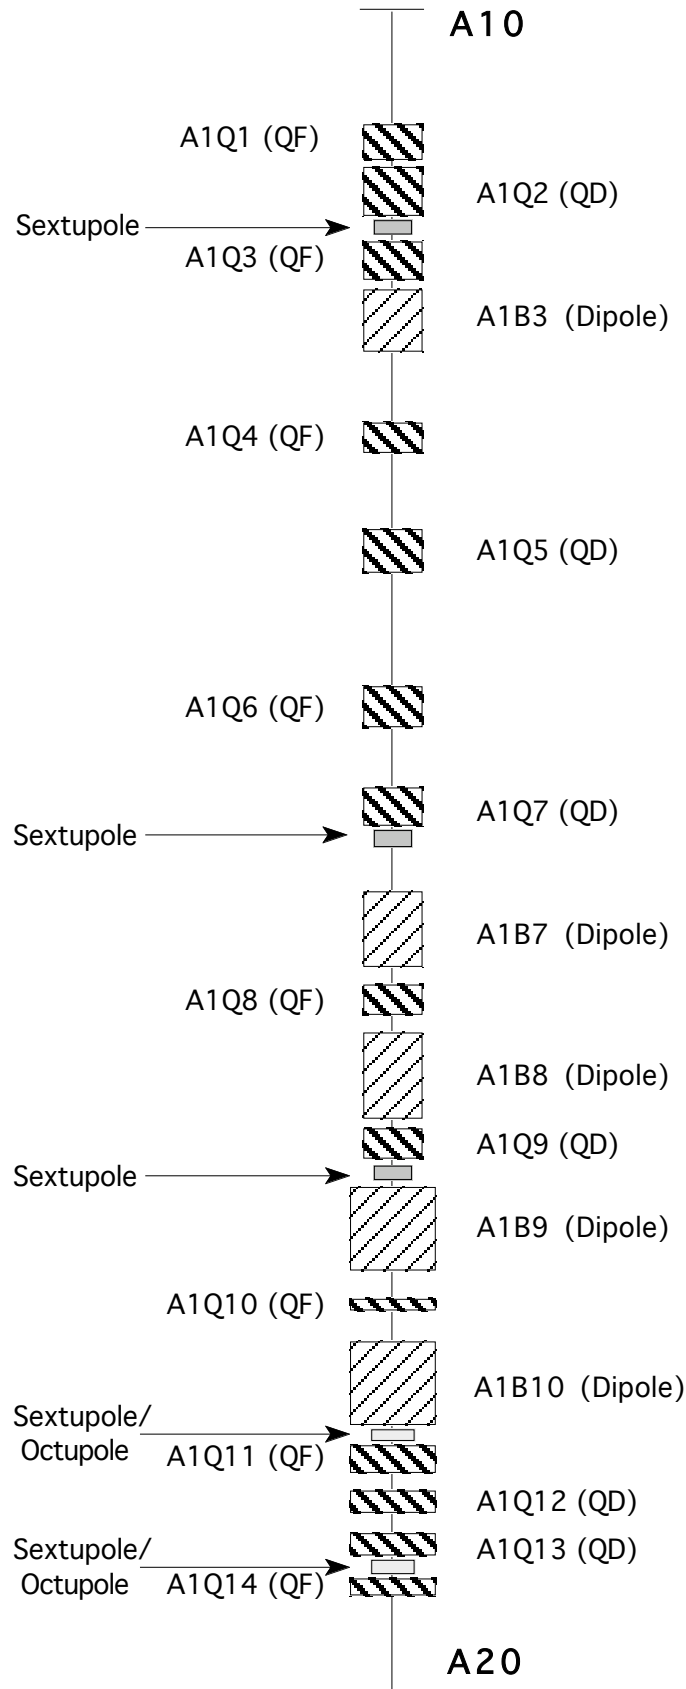 A10
A1Q1 (QF)
A1Q2 (QD)
Sextupole
A1Q3 (QF)
A1B3 (Dipole)
A1Q4 (QF)
A1Q5 (QD)
A1Q6 (QF)
A1Q7 (QD)
Sextupole
A1B7 (Dipole)
A1Q8 (QF)
A1B8 (Dipole)
A1Q9 (QD)
Sextupole
A1B9 (Dipole)
A1Q10 (QF)
A1B10 (Dipole)
Sextupole/
Octupole
A1Q11 (QF)
A1Q12 (QD)
A1Q13 (QD)
Sextupole/
Octupole
A1Q14 (QF)
A20